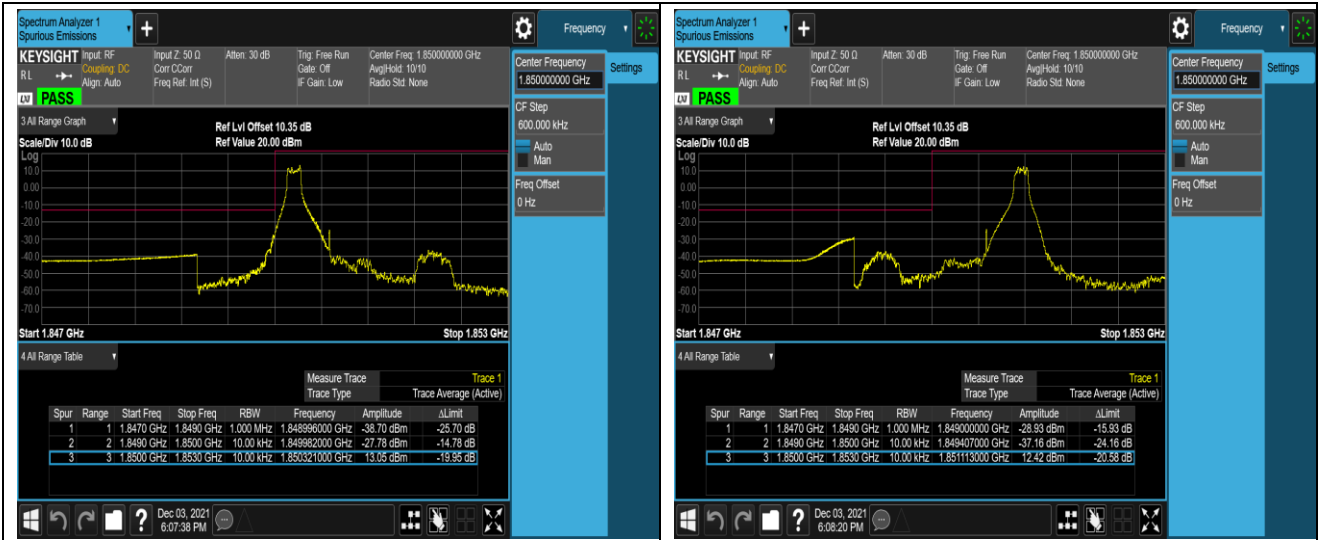 Spectrum Analyzer 1
Spurious Emissions
Frequency
KEYSIGHT Input: RF Input Z: 50 Ω Atten: 30 dB Trig: Free Run Center Freq: 1.850000000 GHz
Coupling: DC Corr CCorr Gate: Off Avg|Hold: 10/10
R L Align: Auto Freq Ref: Int (S) IF Gain: Low Radio Std: None
LXI PASS
Center Frequency
1.850000000 GHz
Settings
CF Step
600.000 kHz
Auto
Man
Freq Offset
0 Hz
3 All Range Graph
Ref Lvl Offset 10.35 dB
Scale/Div 10.0 dB Ref Value 20.00 dBm
Log
10.0
0.00
-10.0
-20.0
-30.0
-40.0
-50.0
-60.0
-70.0
Start 1.847 GHz Stop 1.853 GHz
4 All Range Table
Measure Trace Trace 1
Trace Type Trace Average (Active)
Spur Range Start Freq Stop Freq RBW Frequency Amplitude ΔLimit
1 1 1.8470 GHz 1.8490 GHz 1.000 MHz 1.848996000 GHz -38.70 dBm -25.70 dB
2 2 1.8490 GHz 1.8500 GHz 10.00 kHz 1.849982000 GHz -27.78 dBm -14.78 dB
3 3 1.8500 GHz 1.8530 GHz 10.00 kHz 1.850321000 GHz 13.05 dBm -19.95 dB
Dec 03, 2021
6:07:38 PM
Spectrum Analyzer 1
Spurious Emissions
Frequency
KEYSIGHT Input: RF Input Z: 50 Ω Atten: 30 dB Trig: Free Run Center Freq: 1.850000000 GHz
Coupling: DC Corr CCorr Gate: Off Avg|Hold: 10/10
R L Align: Auto Freq Ref: Int (S) IF Gain: Low Radio Std: None
LXI PASS
Center Frequency
1.850000000 GHz
Settings
CF Step
600.000 kHz
Auto
Man
Freq Offset
0 Hz
3 All Range Graph
Ref Lvl Offset 10.35 dB
Scale/Div 10.0 dB Ref Value 20.00 dBm
Log
10.0
0.00
-10.0
-20.0
-30.0
-40.0
-50.0
-60.0
-70.0
Start 1.847 GHz Stop 1.853 GHz
4 All Range Table
Measure Trace Trace 1
Trace Type Trace Average (Active)
Spur Range Start Freq Stop Freq RBW Frequency Amplitude ΔLimit
1 1 1.8470 GHz 1.8490 GHz 1.000 MHz 1.849000000 GHz -28.93 dBm -15.93 dB
2 2 1.8490 GHz 1.8500 GHz 10.00 kHz 1.849407000 GHz -37.16 dBm -24.16 dB
3 3 1.8500 GHz 1.8530 GHz 10.00 kHz 1.851113000 GHz 12.42 dBm -20.58 dB
Dec 03, 2021
6:08:20 PM